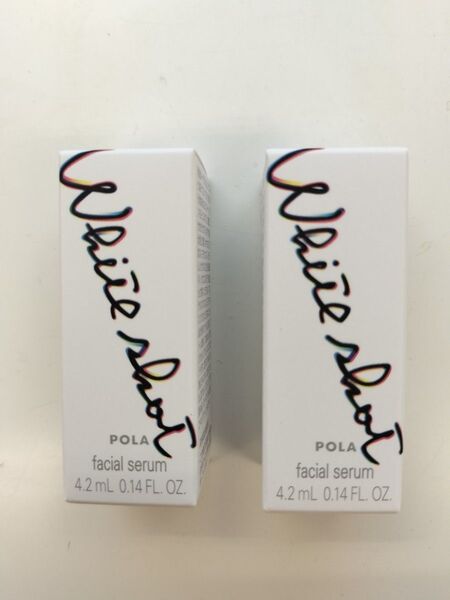 White shot
POLA
facial serum
4.2 mL 0.14 FL. OZ.
White shot
POLA
facial serum
4.2 mL 0.14 FL. OZ.